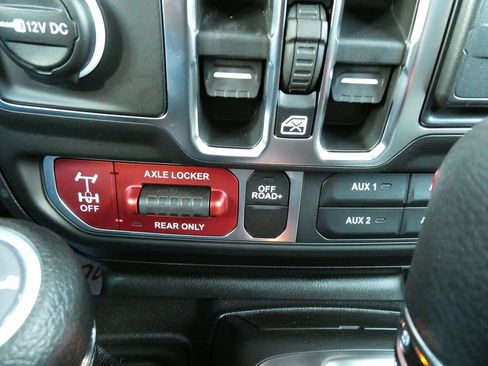 12V DC
AXLE LOCKER
OFF
REAR ONLY
OFF
ROAD+
AUX 1
AUX 2